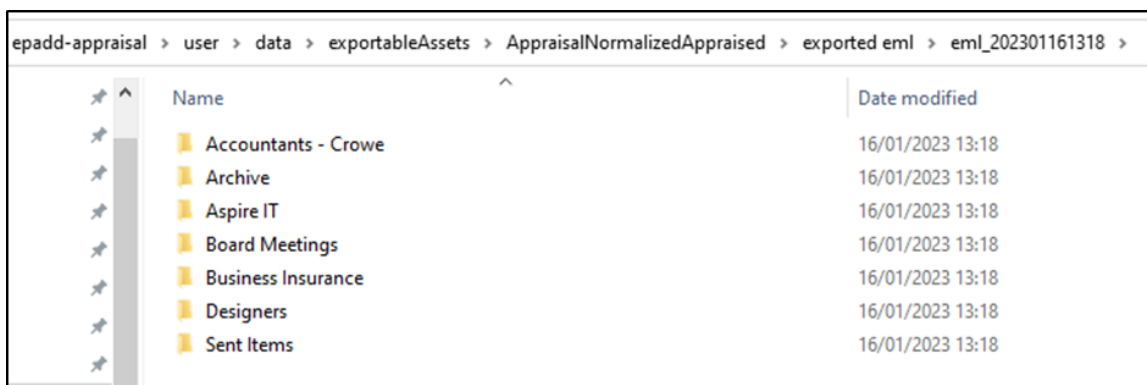 epadd-appraisal > user > data > exportableAssets > AppraisalNormalizedAppraised > exported eml > eml_202301161318 >
Name Date modified
Accountants - Crowe 16/01/2023 13:18
Archive 16/01/2023 13:18
Aspire IT 16/01/2023 13:18
Board Meetings 16/01/2023 13:18
Business Insurance 16/01/2023 13:18
Designers 16/01/2023 13:18
Sent Items 16/01/2023 13:18